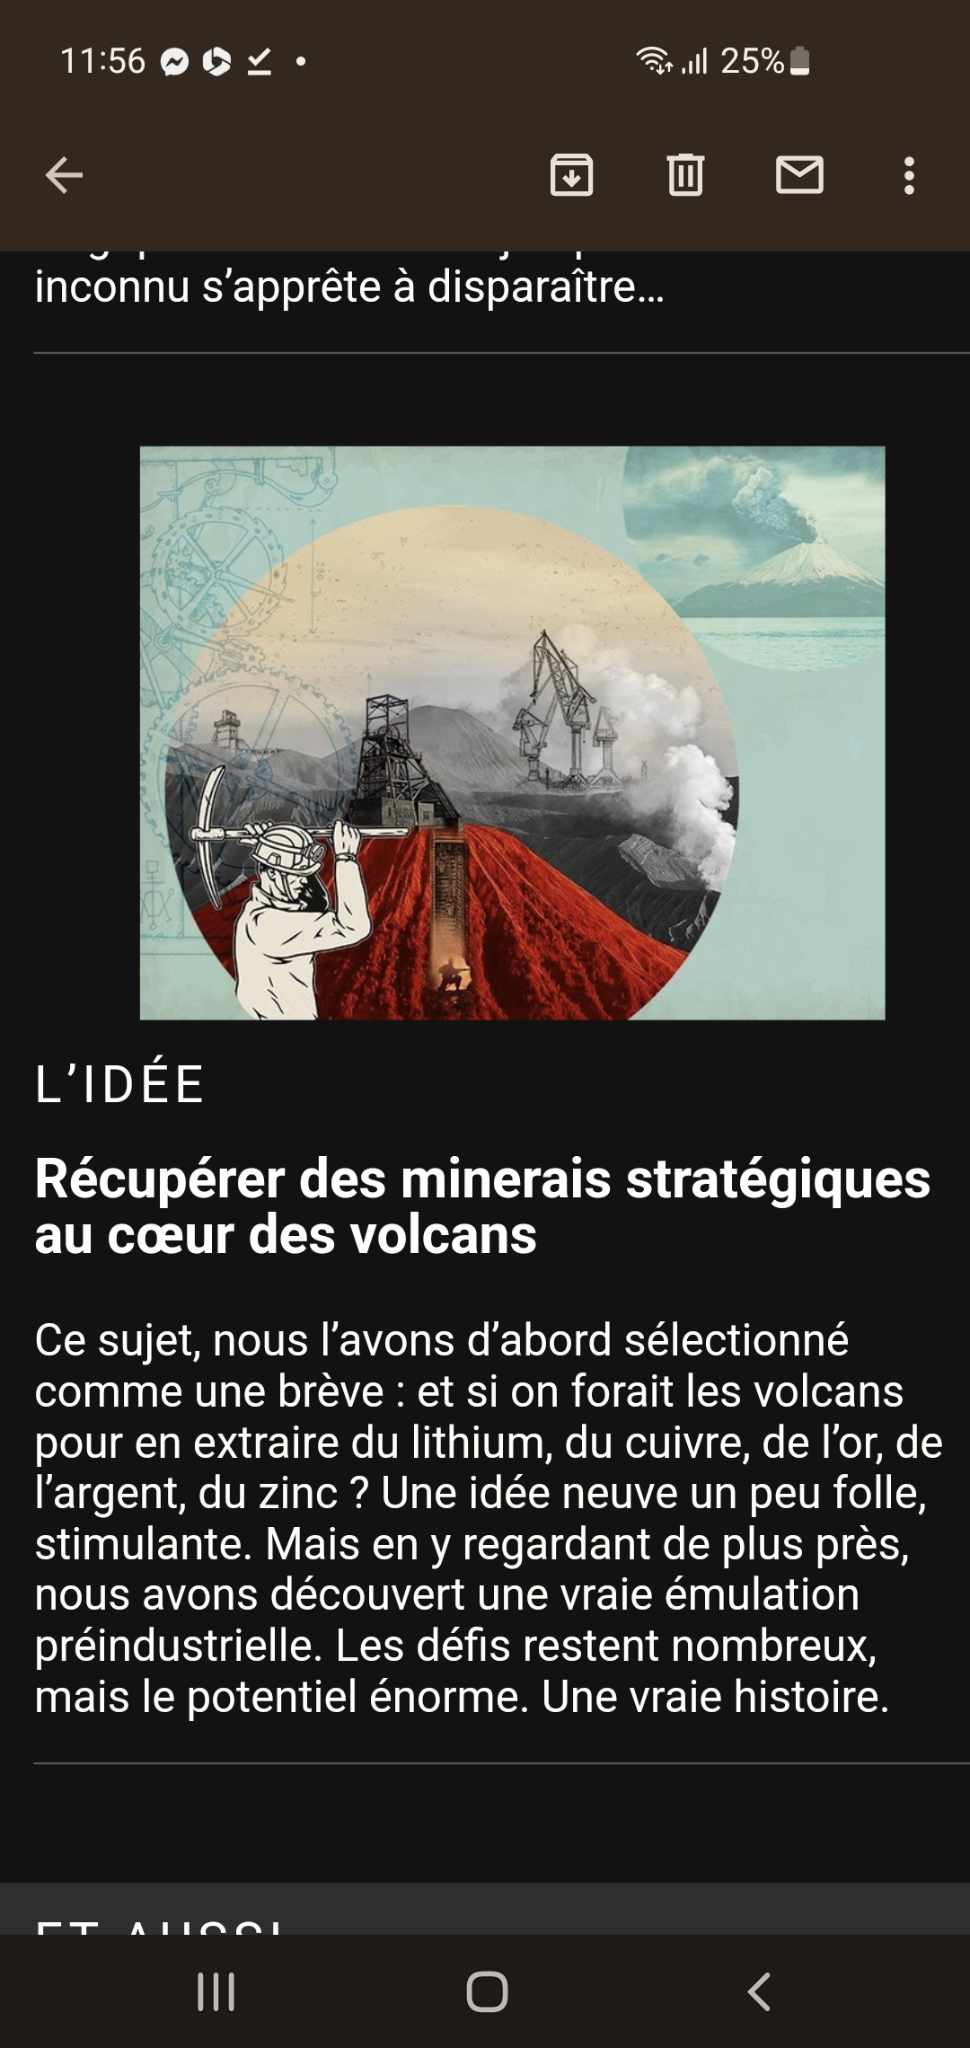 11:56
25%
inconnu s’apprête à disparaître...
L’IDÉE
Récupérer des minerais stratégiques
au cœur des volcans
Ce sujet, nous l’avons d’abord sélectionné
comme une brève : et si on forait les volcans
pour en extraire du lithium, du cuivre, de l’or, de
l’argent, du zinc ? Une idée neuve un peu folle,
stimulante. Mais en y regardant de plus près,
nous avons découvert une vraie émulation
préindustrielle. Les défis restent nombreux,
mais le potentiel énorme. Une vraie histoire.
ET AUSSI